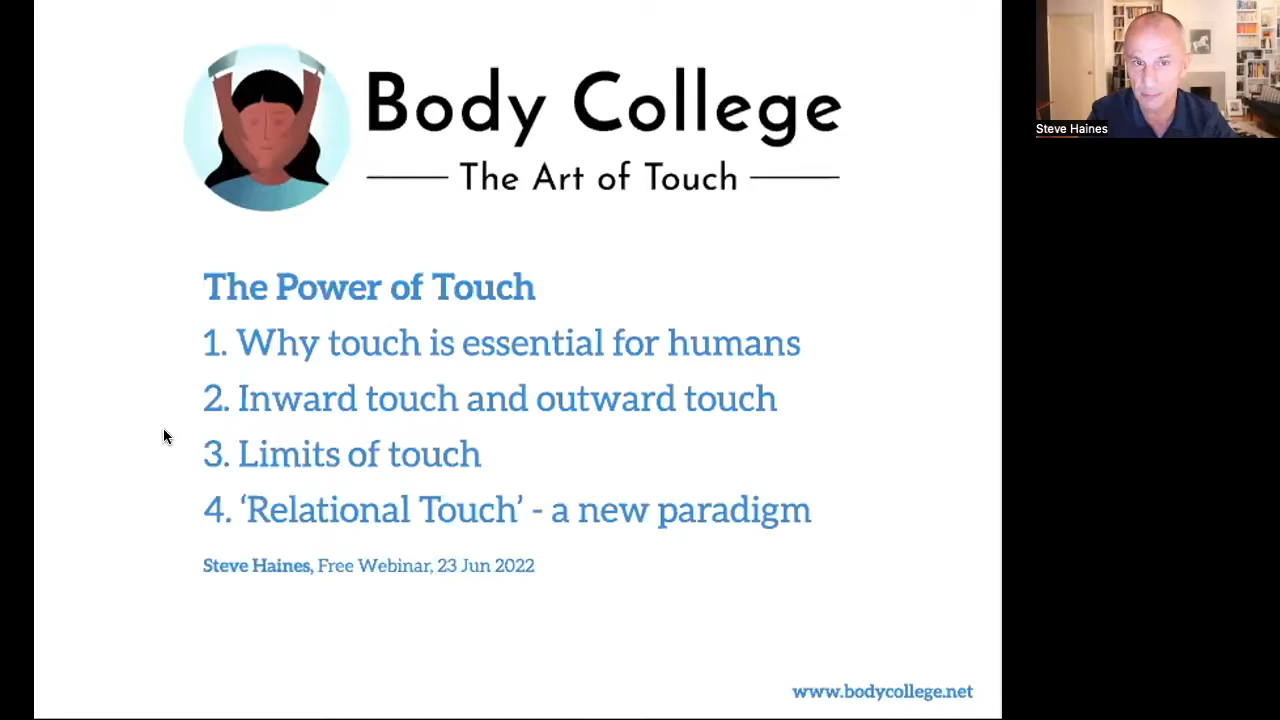 Body College
The Art of Touch
The Power of Touch
1. Why touch is essential for humans
2. Inward touch and outward touch
3. Limits of touch
4. ‘Relational Touch’ - a new paradigm
Steve Haines, Free Webinar, 23 Jun 2022
www.bodycollege.net
Steve Haines